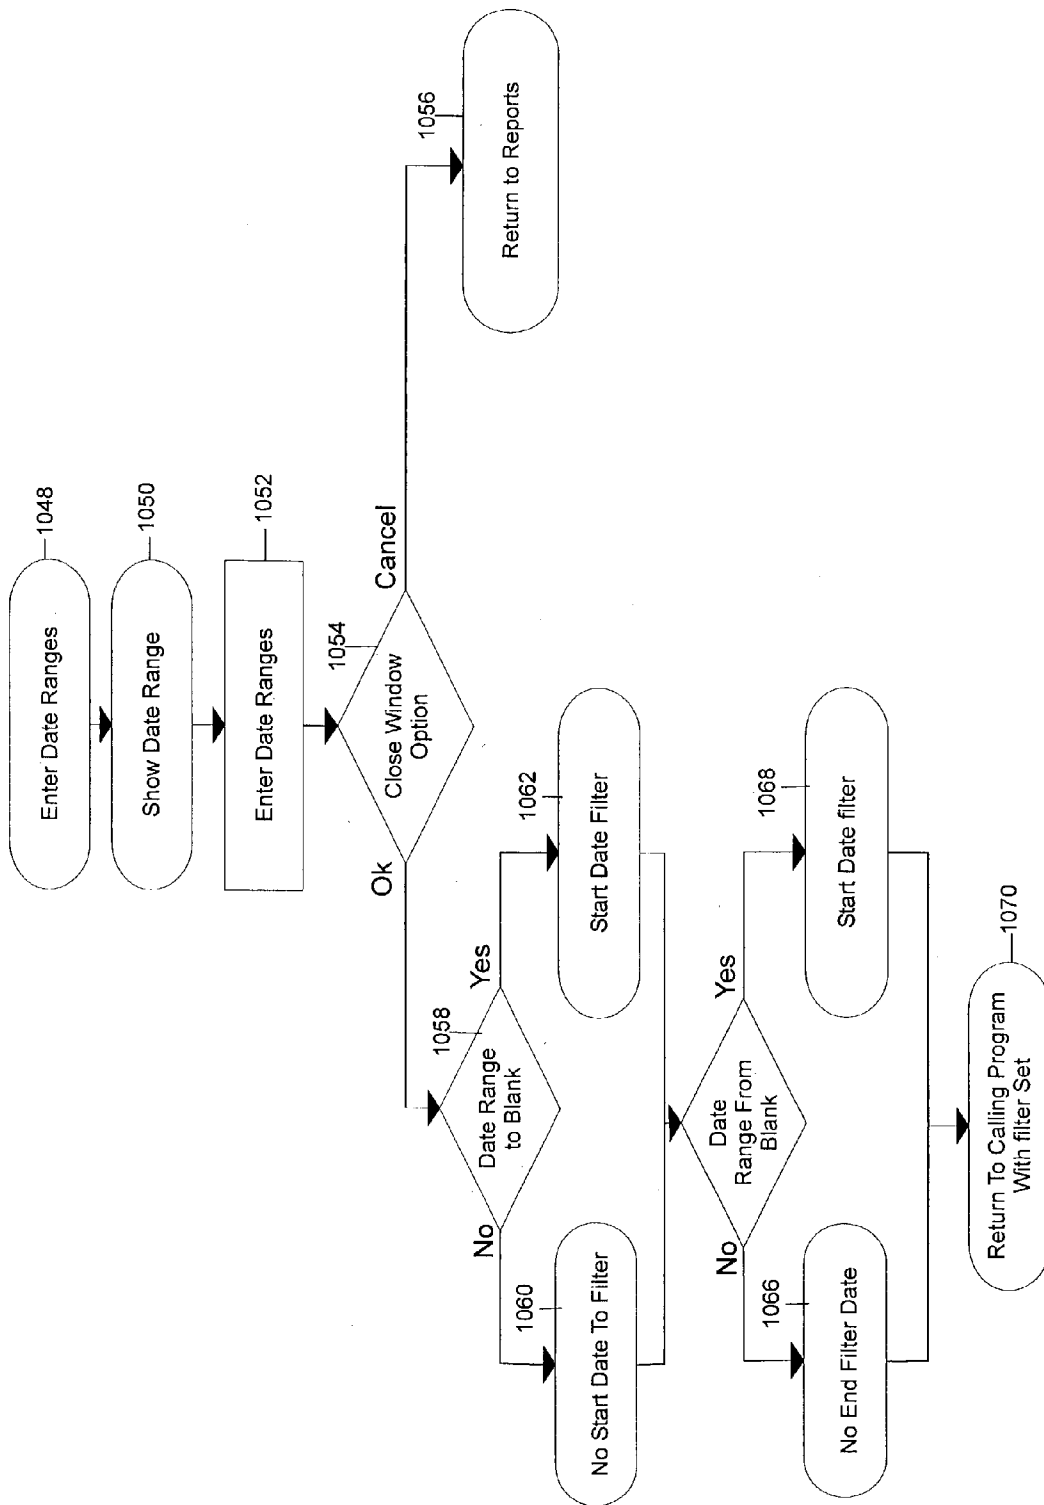 Enter Date Ranges
1048
Show Date Range
1050
Enter Date Ranges
1052
1054
Close Window
Option
Ok
Cancel
1056
Return to Reports
1058
Date Range
to Blank
No
Yes
1060
No Start Date To Filter
1062
Start Date Filter
Date
Range From
Blank
No
Yes
1066
No End Filter Date
1068
Start Date filter
Return To Calling Program
With filter Set
1070